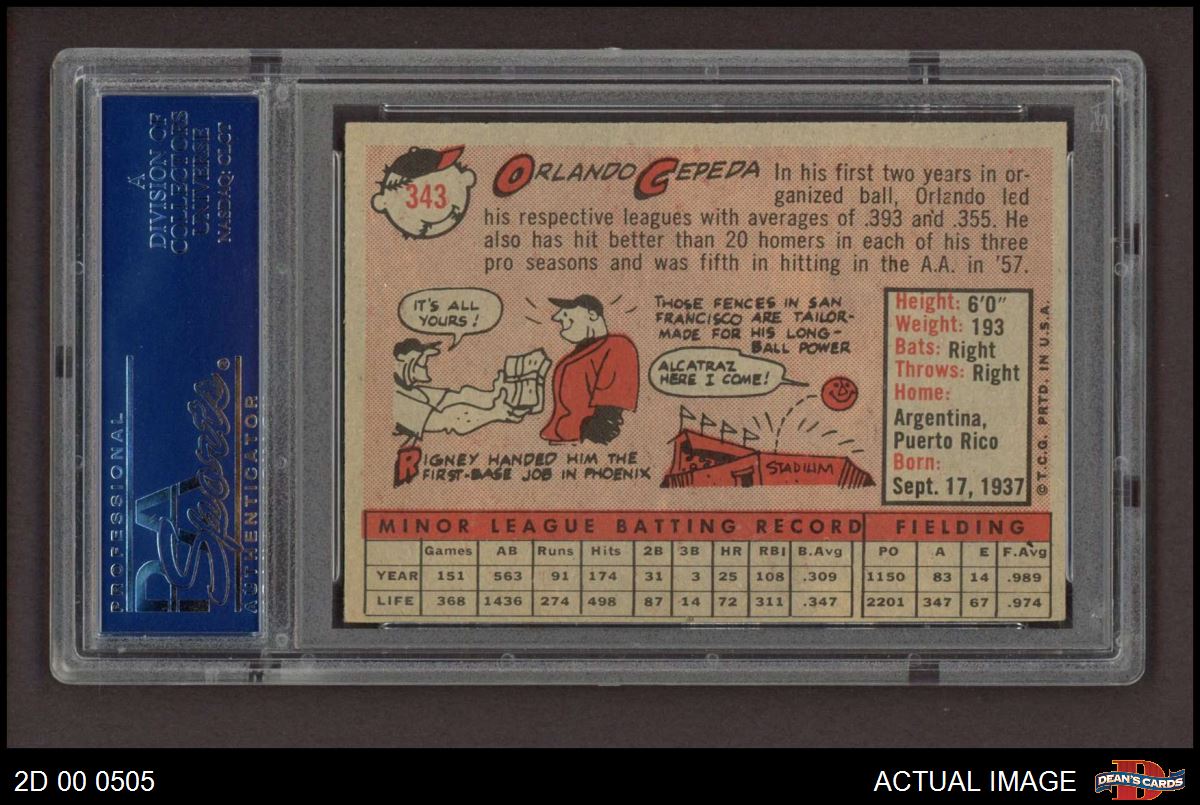 A
DIVISION OF
COLLECTORS
UNIVERSE
NASDAQ: CLCT
PROFESSIONAL
PSA
Sports
AUTHENTICATOR
343
ORLANDO CEPEDA
In his first two years in or-
ganized ball, Orlando led
his respective leagues with averages of .393 and .355. He
also has hit better than 20 homers in each of his three
pro seasons and was fifth in hitting in the A.A. in '57.
IT'S ALL
YOURS!
RIGNEY HANDED HIM THE
FIRST-BASE JOB IN PHOENIX
THOSE FENCES IN SAN
FRANCISCO ARE TAILOR-
MADE FOR HIS LONG-
BALL POWER
ALCATRAZ
HERE I COME!
STADIUM
Height: 6'0"
Weight: 193
Bats: Right
Throws: Right
Home:
Argentina,
Puerto Rico
Born:
Sept. 17, 1937
© T.C.G. PRTD. IN U.S.A.
MINOR LEAGUE BATTING RECORD FIELDING
Games AB Runs Hits 2B 3B HR RBI B.Avg PO A E F.Avg
YEAR 151 563 91 174 31 3 25 108 .309 1150 83 14 .989
LIFE 368 1436 274 498 87 14 72 311 .347 2201 347 67 .974
2D 00 0505
ACTUAL IMAGE
DEAN'S CARDS